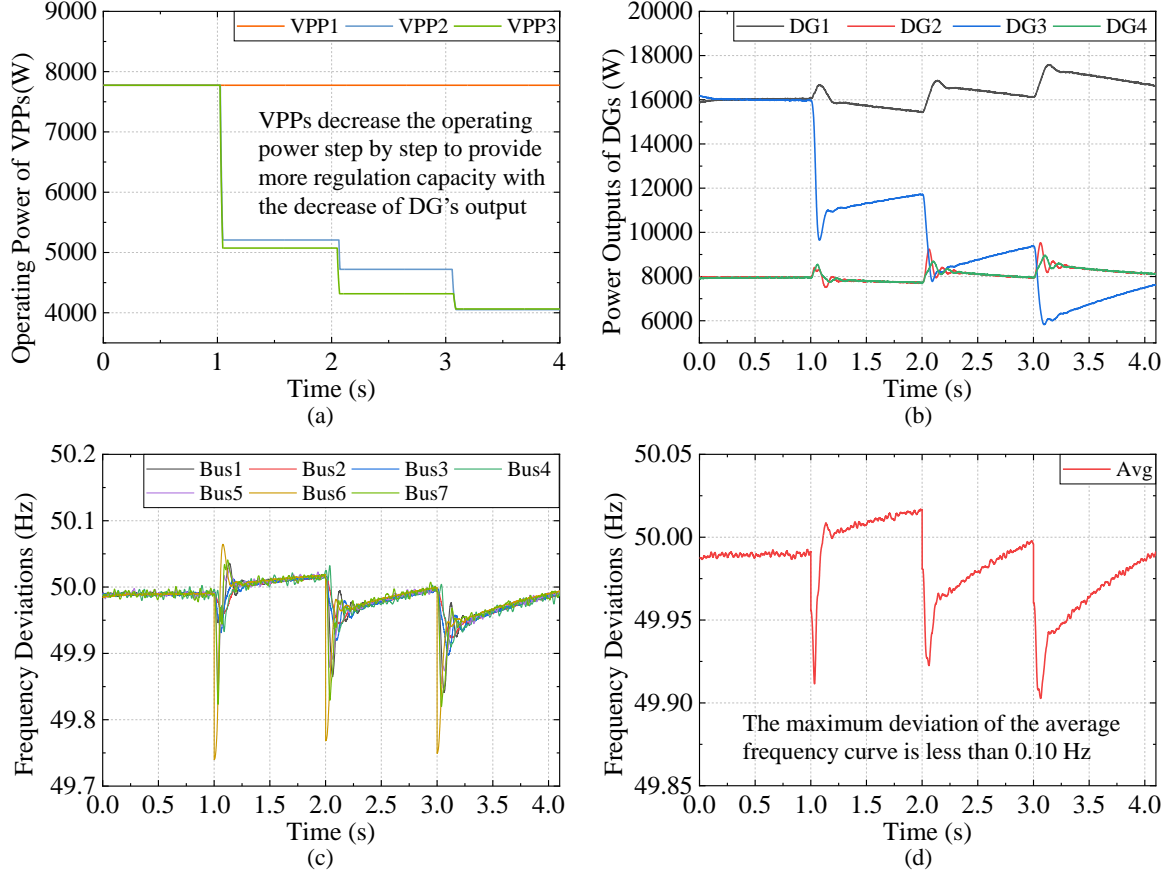 9000
8000
7000
6000
5000
4000
Operating Power of VPPs(W)
VPP1 VPP2 VPP3
VPPs decrease the operating
power step by step to provide
more regulation capacity with
the decrease of DG's output
0 1 2 3 4
Time (s)
(a)
20000
18000
16000
14000
12000
10000
8000
6000
Power Outputs of DGs (W)
DG1 DG2 DG3 DG4
0.0 0.5 1.0 1.5 2.0 2.5 3.0 3.5 4.0
Time (s)
(b)
50.2
50.1
50.0
49.9
49.8
49.7
Frequency Deviations (Hz)
Bus1 Bus2 Bus3 Bus4
Bus5 Bus6 Bus7
0.0 0.5 1.0 1.5 2.0 2.5 3.0 3.5 4.0
Time (s)
(c)
50.05
50.00
49.95
49.90
49.85
Frequency Deviations (Hz)
Avg
The maximum deviation of the average
frequency curve is less than 0.10 Hz
0.0 0.5 1.0 1.5 2.0 2.5 3.0 3.5 4.0
Time (s)
(d)